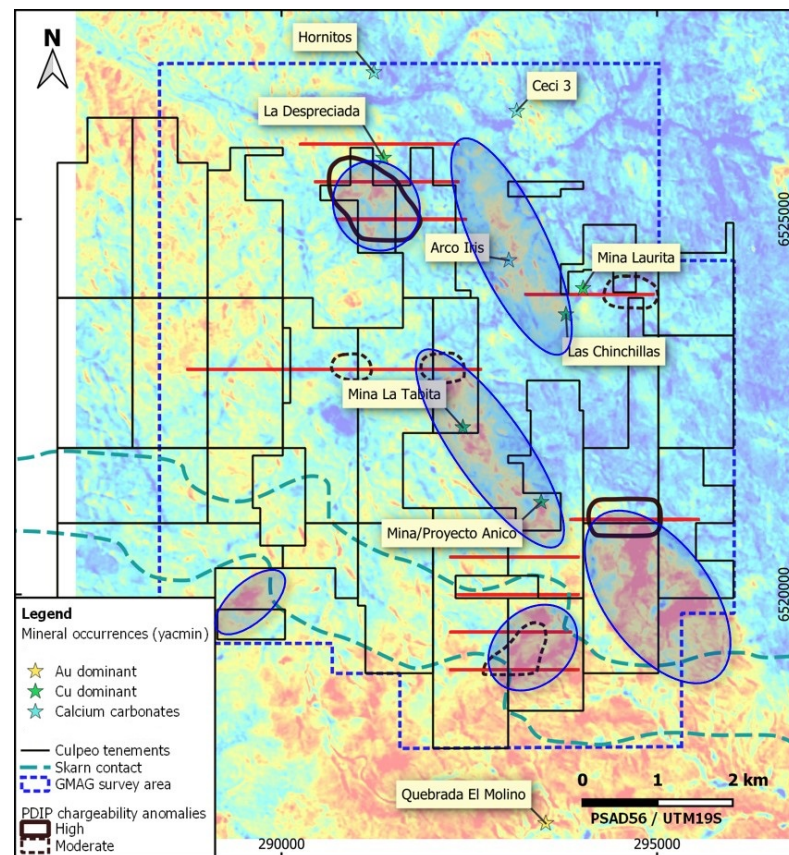 N
Hornitos
Ceci 3
La Despreciada
Arco Iris
Mina Laurita
Las Chinchillas
Mina La Tabita
Mina/Proyecto Anico
Quebrada El Molino
6525000
6520000
Legend
Mineral occurrences (yacmin)
Au dominant
Cu dominant
Calcium carbonates
Culpeo tenements
Skarn contact
GMAG survey area
PDIP chargeability anomalies
High
Moderate
0 1 2 km
PSAD56 / UTM19S
290000
295000